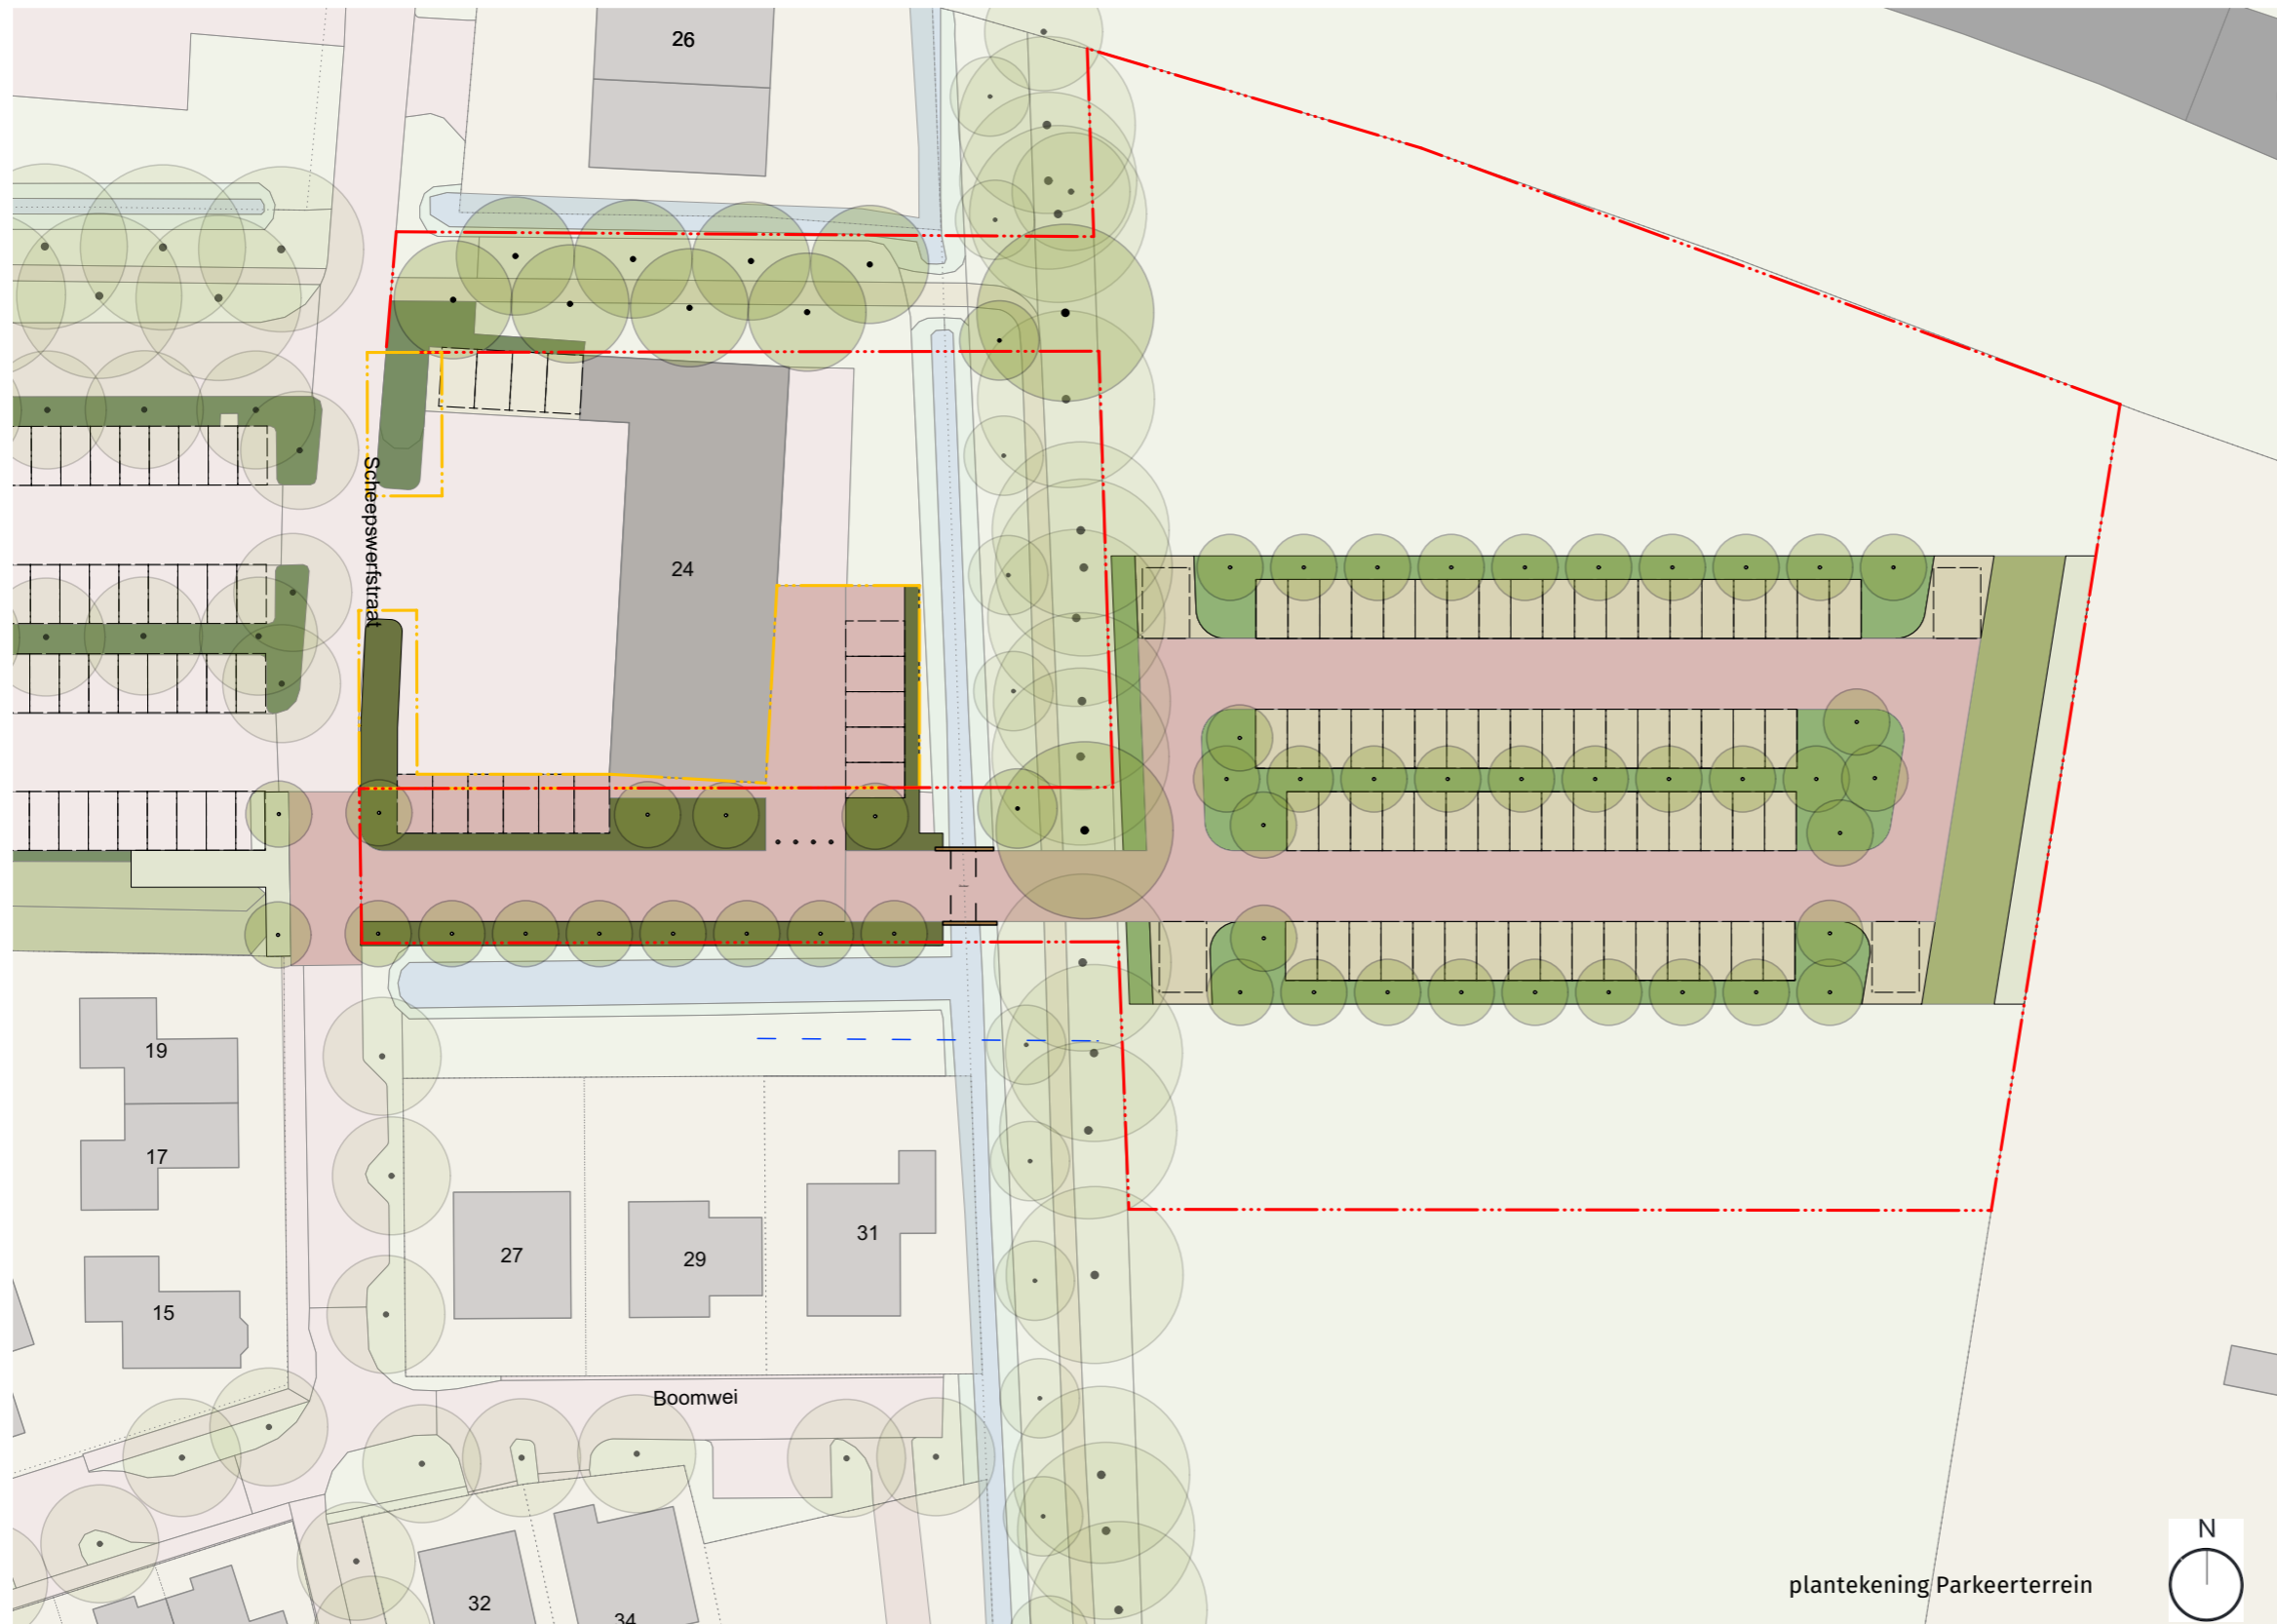 26
Scheepswerfstraat
24
19
17
31
27
29
15
Boomwei
32
34
N
plantekening Parkeerterrein